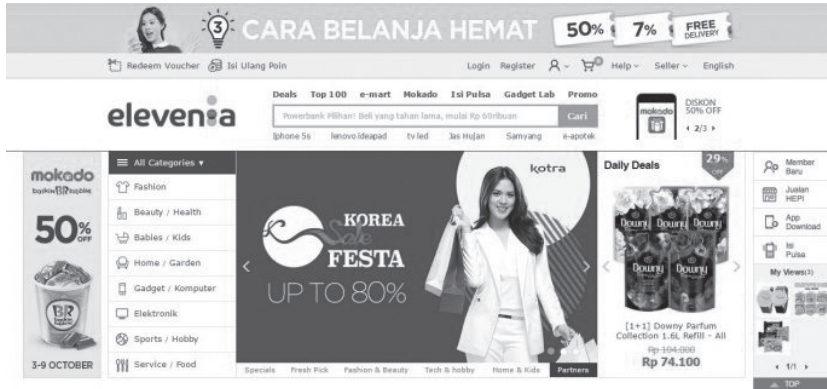 3 CARA BELANJA HEMAT 50% 7% FREE DELIVERY
Redeem Voucher Isi Ulang Poin Login Register 0 Help Seller English
elevenia
Deals Top 100 e-mart Mokado Isi Pulsa Gadget Lab Promo
Powerbank Pilihan! Beli yang tahan lama, mulai Rp 60ribuan Cari
Iphone 5s lenovo ideapad tv led Jas Hujan Samyang e-apotek
mokado
DISKON
50% OFF
2/3
mokado
baskin BR robbins
50% OFF
BR
baskin robbins
3-9 OCTOBER
All Categories
Fashion
Beauty / Health
Babies / Kids
Home / Garden
Gadget / Komputer
Elektronik
Sports / Hobby
Service / Food
kotra
KOREA
Sale
FESTA
UP TO 80%
Specials Fresh Pick Fashion & Beauty Tech & hobby Home & Kids Partners
Daily Deals
29%
OFF
Downy Downy
Downy Downy
[1+1] Downy Parfum
Collection 1.6L Refill - All
Rp 104.000
Rp 74.100
Member
Baru
Jualan
HEPI
App
Download
Isi
Pulsa
My Views(3)
1/1
TOP